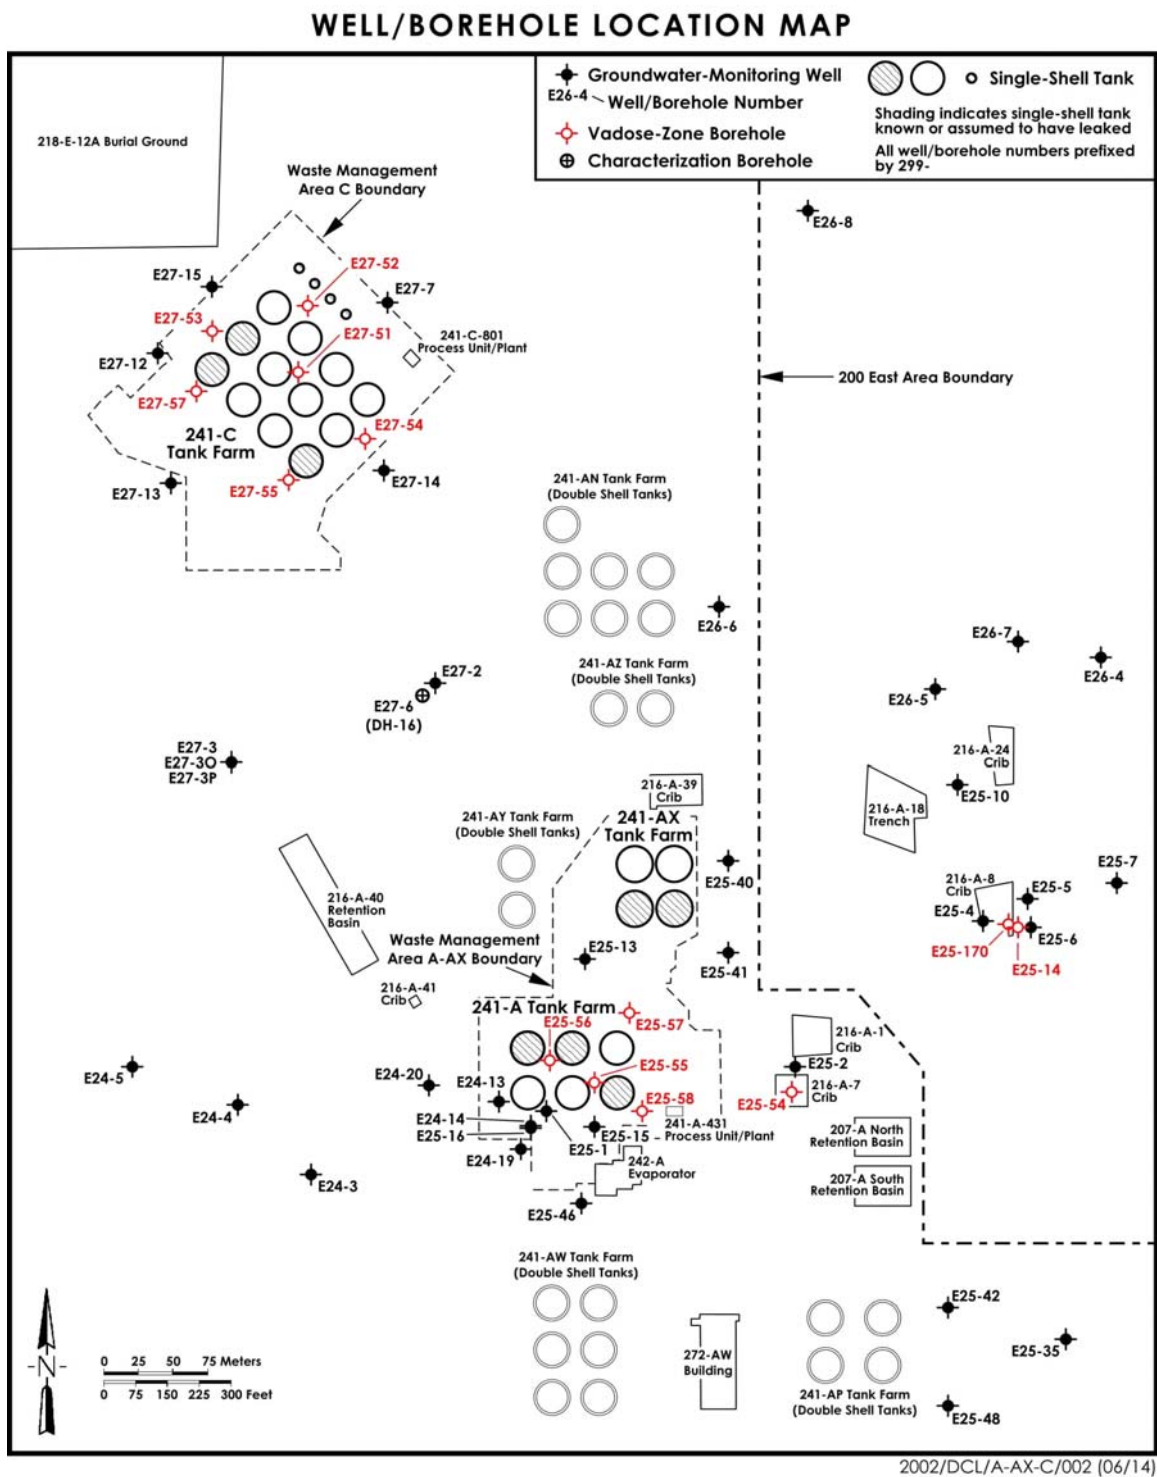 WELL/BOREHOLE LOCATION MAP
Groundwater-Monitoring Well
E26-4
Well/Borehole Number
Vadose-Zone Borehole
Characterization Borehole
Single-Shell Tank
Shading indicates single-shell tank
known or assumed to have leaked
All well/borehole numbers prefixed
by 299-
218-E-12A Burial Ground
Waste Management
Area C Boundary
E26-8
E27-15
E27-52
E27-7
E27-53
E27-51
241-C-801
Process Unit/Plant
E27-12
200 East Area Boundary
E27-57
E27-54
241-C
Tank Farm
E27-55
E27-14
E27-13
241-AN Tank Farm
(Double Shell Tanks)
E26-6
E26-7
E26-4
E26-5
241-AZ Tank Farm
(Double Shell Tanks)
E27-2
E27-6
(DH-16)
E27-3
E27-3O
E27-3P
216-A-24
Crib
E25-10
216-A-18
Trench
216-A-39
Crib
241-AX
Tank Farm
241-AY Tank Farm
(Double Shell Tanks)
E25-40
E25-7
216-A-8
Crib
E25-5
E25-4
E25-6
E25-170
E25-14
216-A-40
Retention
Basin
Waste Management
Area A-AX Boundary
E25-13
E25-41
216-A-41
Crib
241-A Tank Farm
E25-56
E25-57
216-A-1
Crib
E25-2
E25-55
E24-5
E24-20
E24-13
E25-58
E25-54
216-A-7
Crib
E24-4
E24-14
E25-16
E25-15
E25-1
241-A-431
Process Unit/Plant
207-A North
Retention Basin
E24-19
242-A
Evaporator
E24-3
207-A South
Retention Basin
E25-46
241-AW Tank Farm
(Double Shell Tanks)
E25-42
E25-35
272-AW
Building
241-AP Tank Farm
(Double Shell Tanks)
E25-48
N
0 25 50 75 Meters
0 75 150 225 300 Feet
2002/DCL/A-AX-C/002 (06/14)